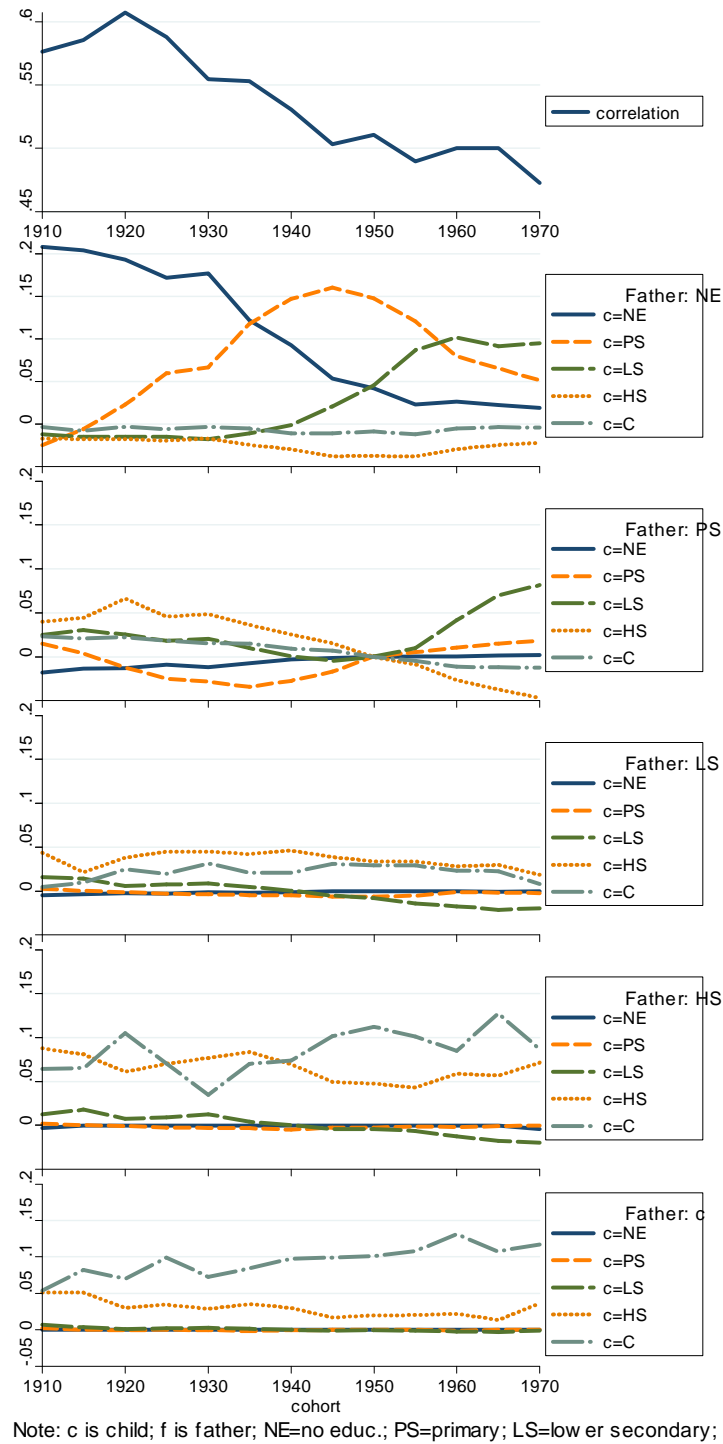 .6
.55
.5
.45
1910 1920 1930 1940 1950 1960 1970
correlation
.2
.15
.1
.05
0
Father: NE
c=NE
c=PS
c=LS
c=HS
c=C
.2
.15
.1
.05
0
Father: PS
c=NE
c=PS
c=LS
c=HS
c=C
.2
.15
.1
.05
0
Father: LS
c=NE
c=PS
c=LS
c=HS
c=C
.2
.15
.1
.05
0
Father: HS
c=NE
c=PS
c=LS
c=HS
c=C
.2
.15
.1
.05
0
-.05
1910 1920 1930 1940 1950 1960 1970
cohort
Father: c
c=NE
c=PS
c=LS
c=HS
c=C
Note: c is child; f is father; NE=no educ.; PS=primary; LS=lower secondary;